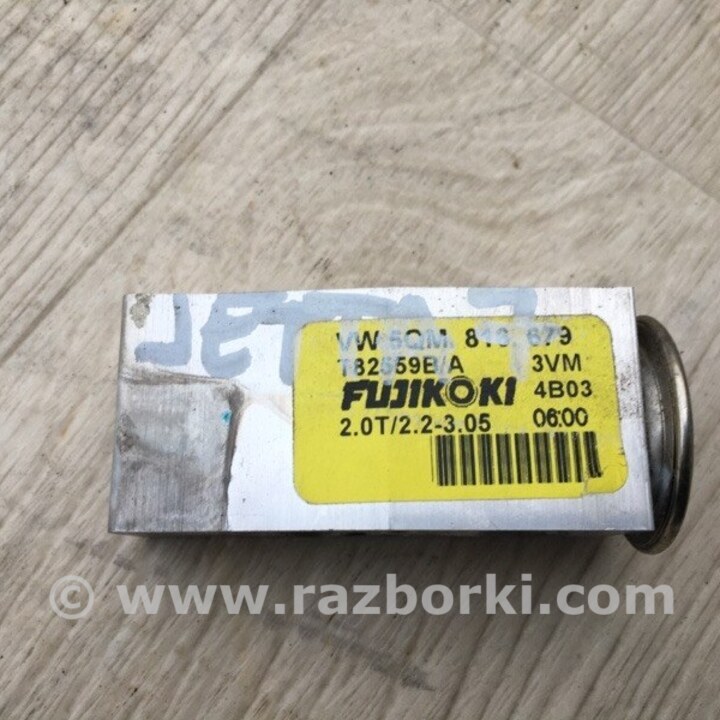 JETTA 7
VW 5QM. 816. 679
T82559B/A 3VM
FUJIKOKI 4B03
2.0T/2.2-3.05 06:00
© www.razborki.com